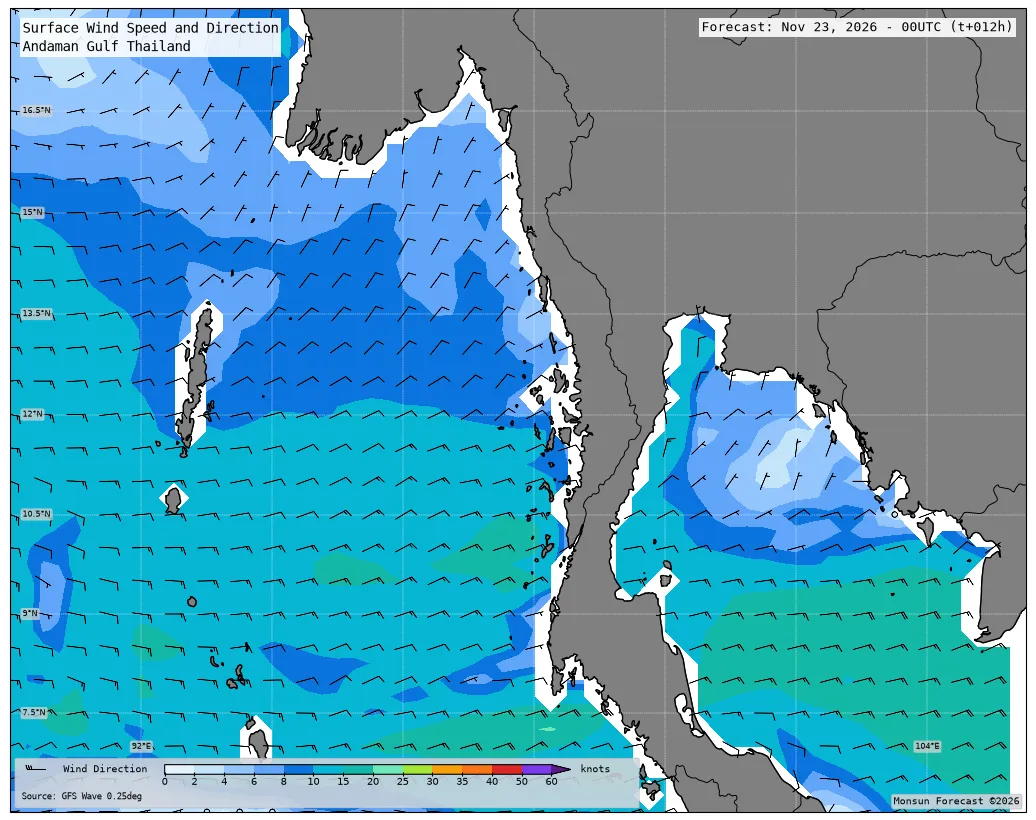 Surface Wind Speed and Direction
Andaman Gulf Thailand
Forecast: Nov 23, 2026 - 00UTC (t+012h)
16.5°N
15°N
13.5°N
12°N
10.5°N
9°N
7.5°N
92°E
104°E
Wind Direction
0 2 4 6 8 10 15 20 25 30 35 40 50 60 knots
Source: GFS Wave 0.25deg
Monsun Forecast ©2026